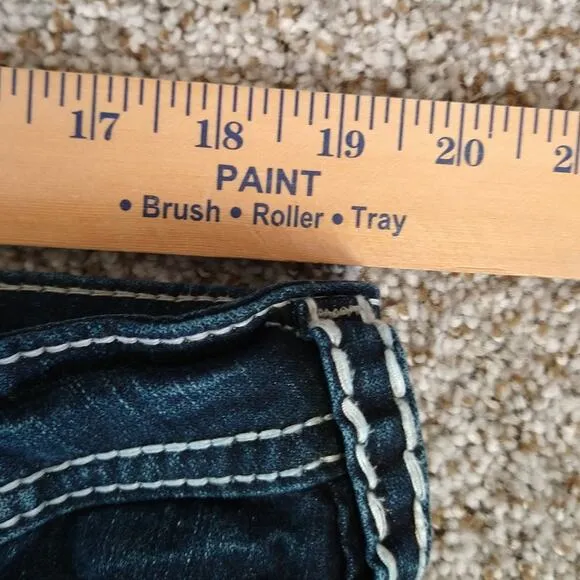 17 18 19 20 2
PAINT
• Brush • Roller • Tray